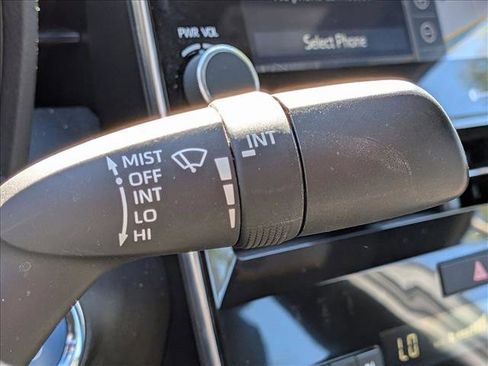 PWR VOL
Select Phone
MIST
OFF
INT
LO
HI
INT
LO